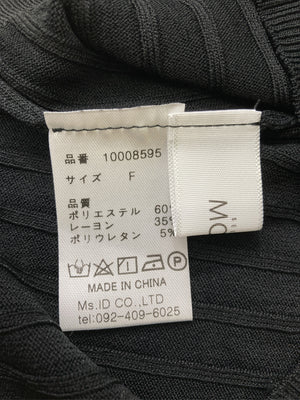 品番 10008595
サイズ F
品質
ポリエステル 60
レーヨン 35%
ポリウレタン 5%
MADE IN CHINA
Ms.ID CO.,LTD
tel:092-409-6025
MO